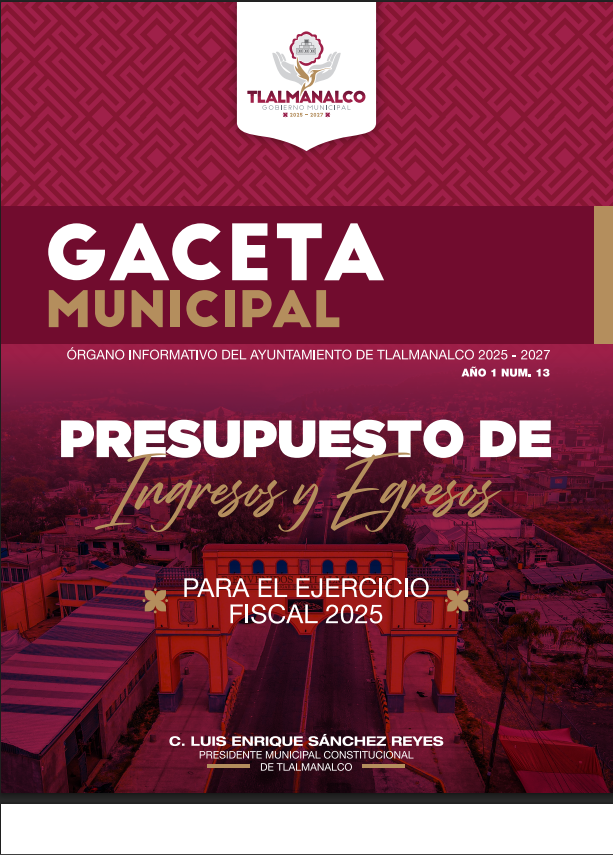 TLALMANALCO
GOBIERNO MUNICIPAL
2025 - 2027
GACETA
MUNICIPAL
ÓRGANO INFORMATIVO DEL AYUNTAMIENTO DE TLALMANALCO 2025 - 2027
AÑO 1 NUM. 13
PRESUPUESTO DE
Ingresos y Egresos
PARA EL EJERCICIO
FISCAL 2025
C. LUIS ENRIQUE SÁNCHEZ REYES
PRESIDENTE MUNICIPAL CONSTITUCIONAL
DE TLALMANALCO